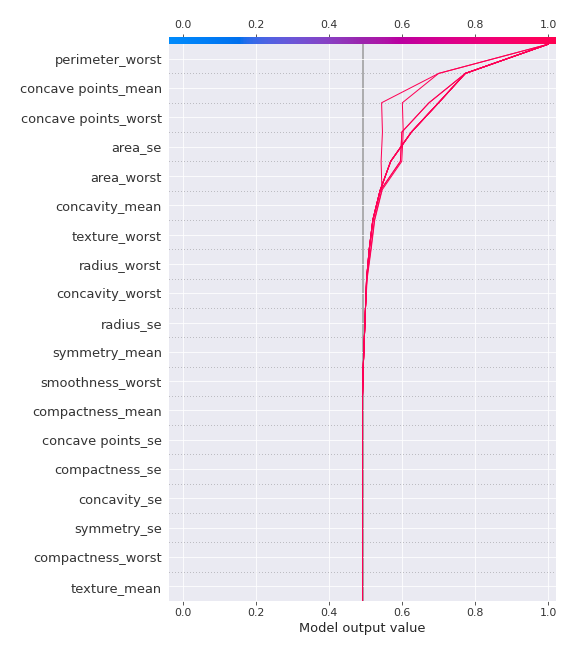 0.0 0.2 0.4 0.6 0.8 1.0
perimeter_worst
concave points_mean
concave points_worst
area_se
area_worst
concavity_mean
texture_worst
radius_worst
concavity_worst
radius_se
symmetry_mean
smoothness_worst
compactness_mean
concave points_se
compactness_se
concavity_se
symmetry_se
compactness_worst
texture_mean
0.0 0.2 0.4 0.6 0.8 1.0
Model output value